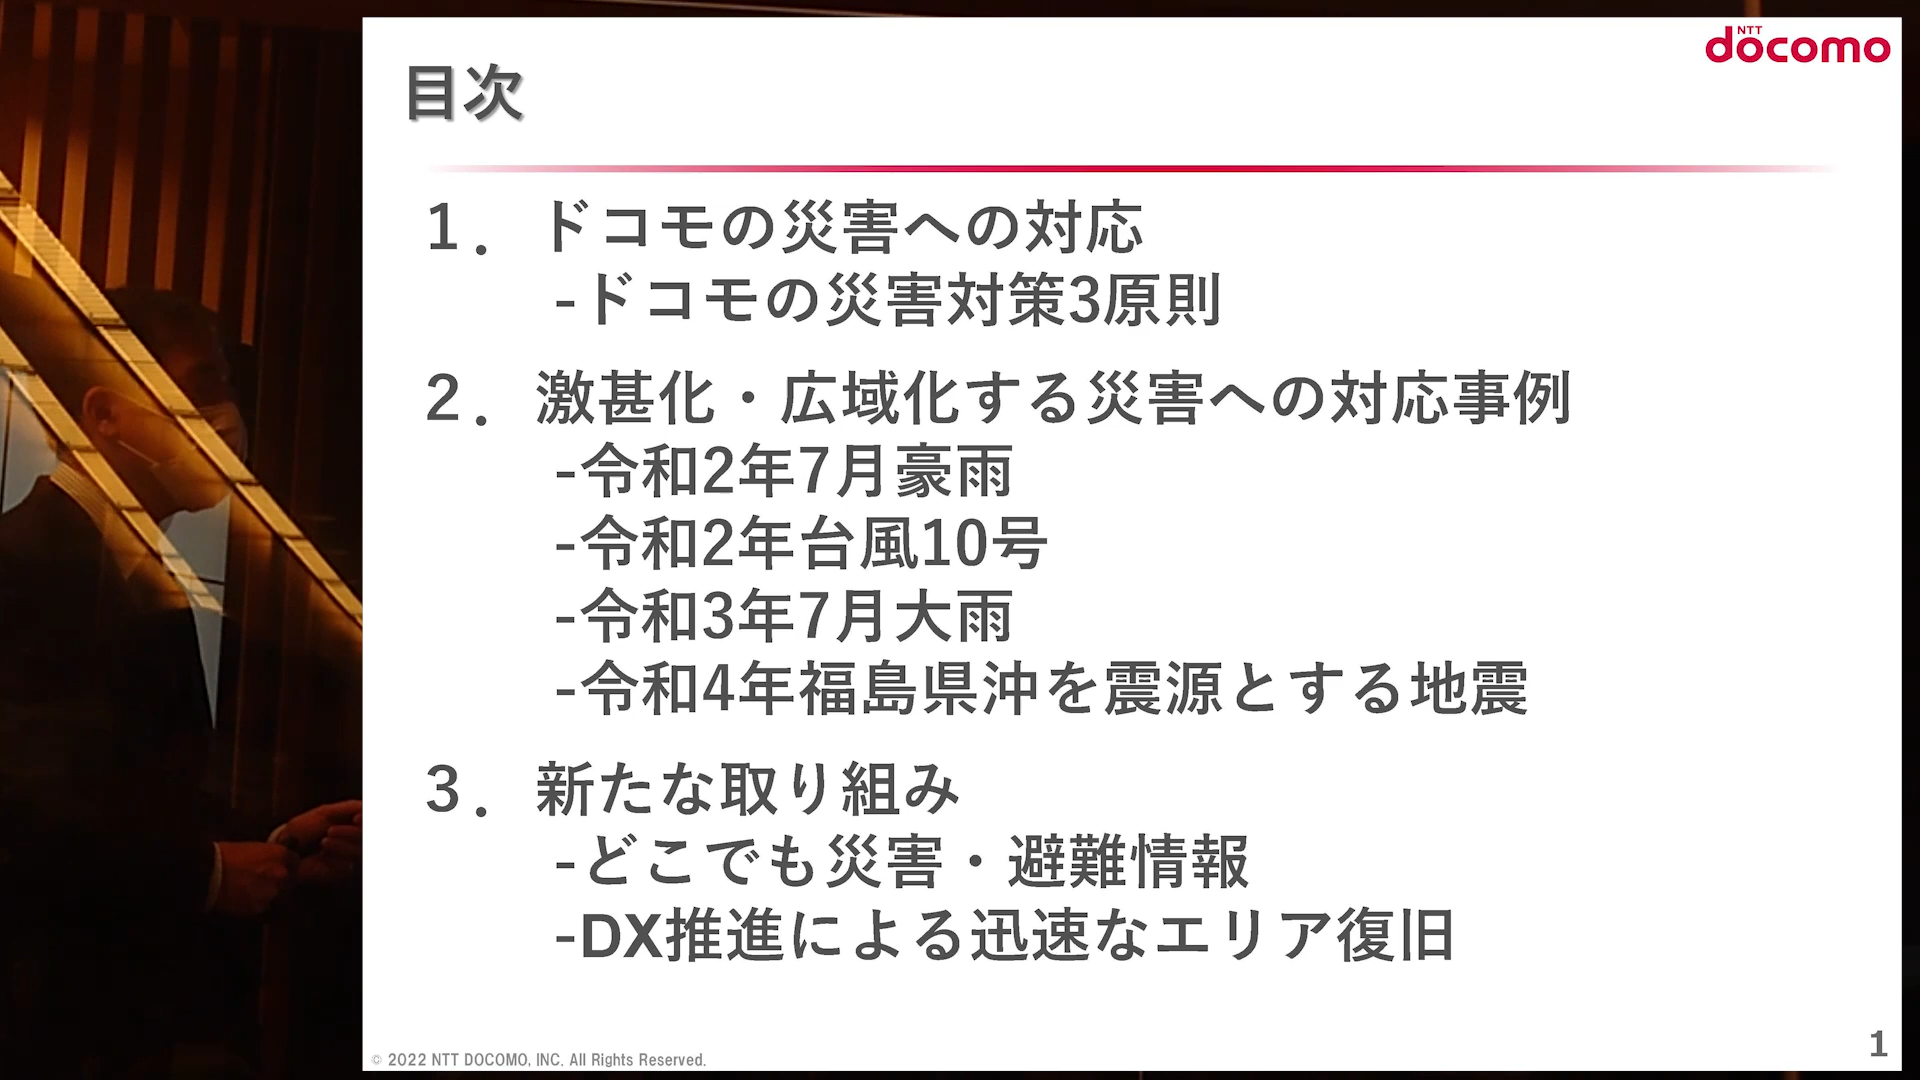 NTT
docomo
目次
1． ドコモの災害への対応
-ドコモの災害対策3原則
2． 激甚化・広域化する災害への対応事例
-令和2年7月豪雨
-令和2年台風10号
-令和3年7月大雨
-令和4年福島県沖を震源とする地震
3． 新たな取り組み
-どこでも災害・避難情報
-DX推進による迅速なエリア復旧
© 2022 NTT DOCOMO, INC. All Rights Reserved.
1